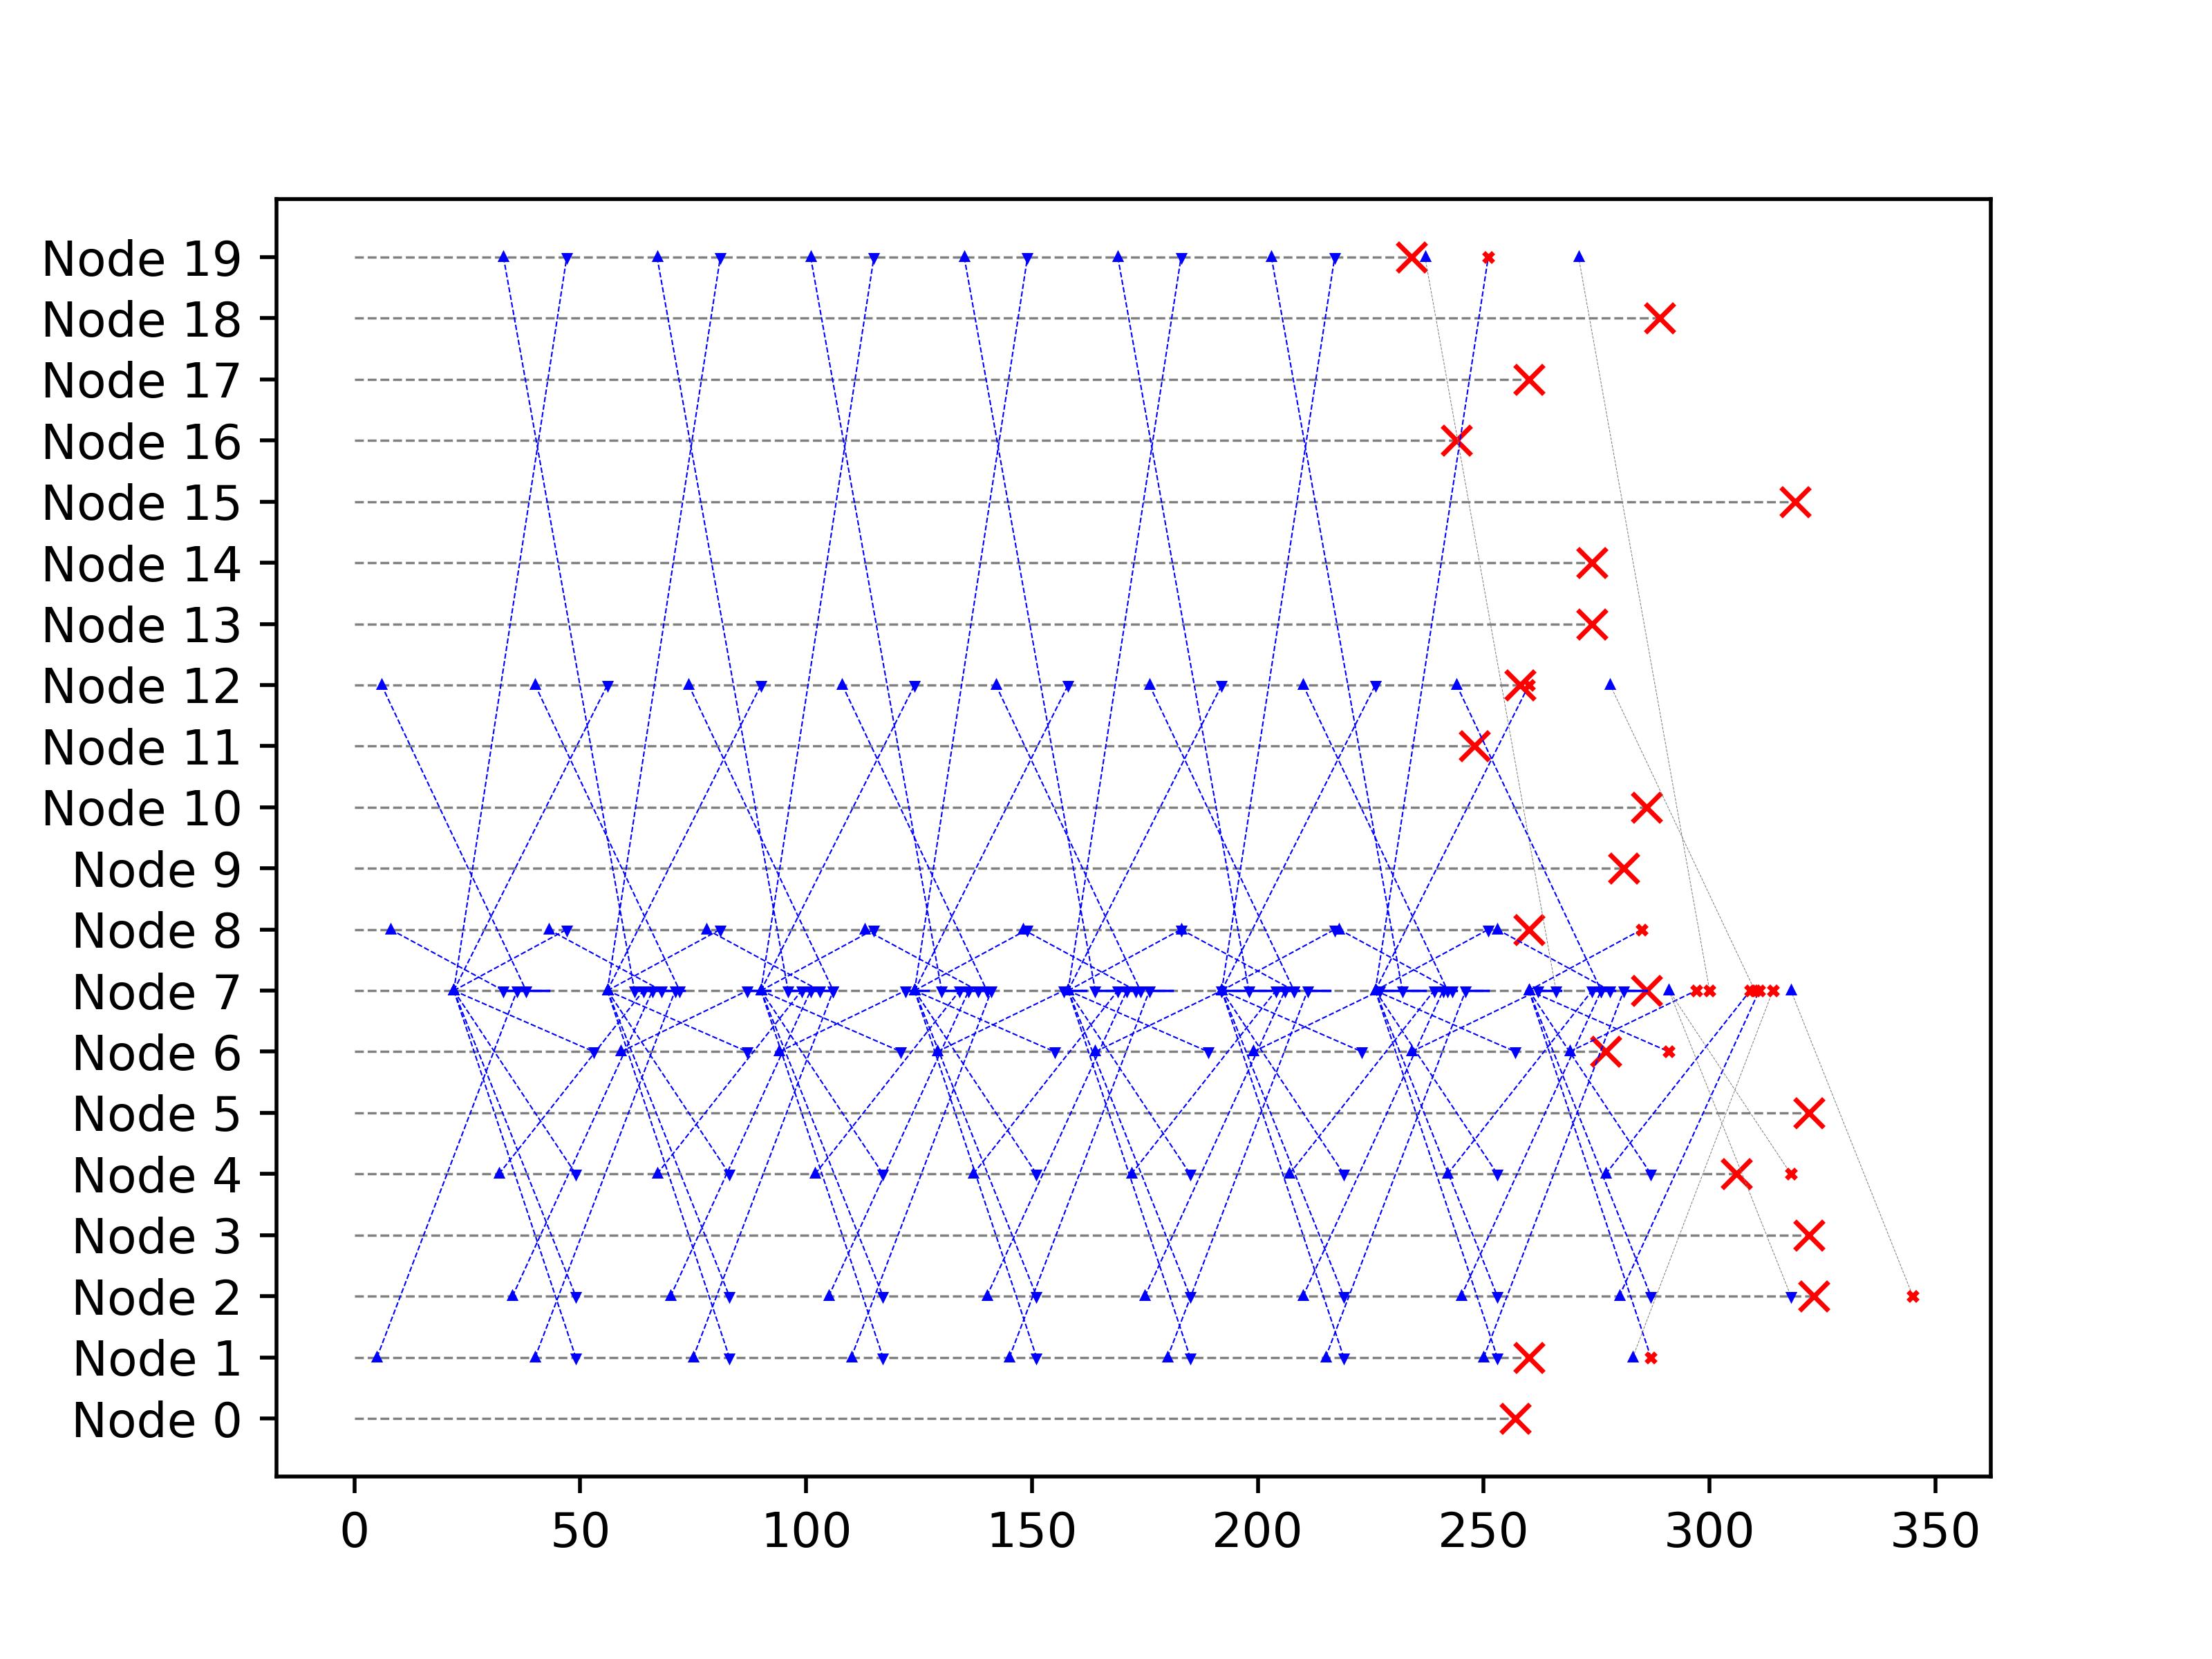 Node 19
Node 18
Node 17
Node 16
Node 15
Node 14
Node 13
Node 12
Node 11
Node 10
Node 9
Node 8
Node 7
Node 6
Node 5
Node 4
Node 3
Node 2
Node 1
Node 0
0 50 100 150 200 250 300 350